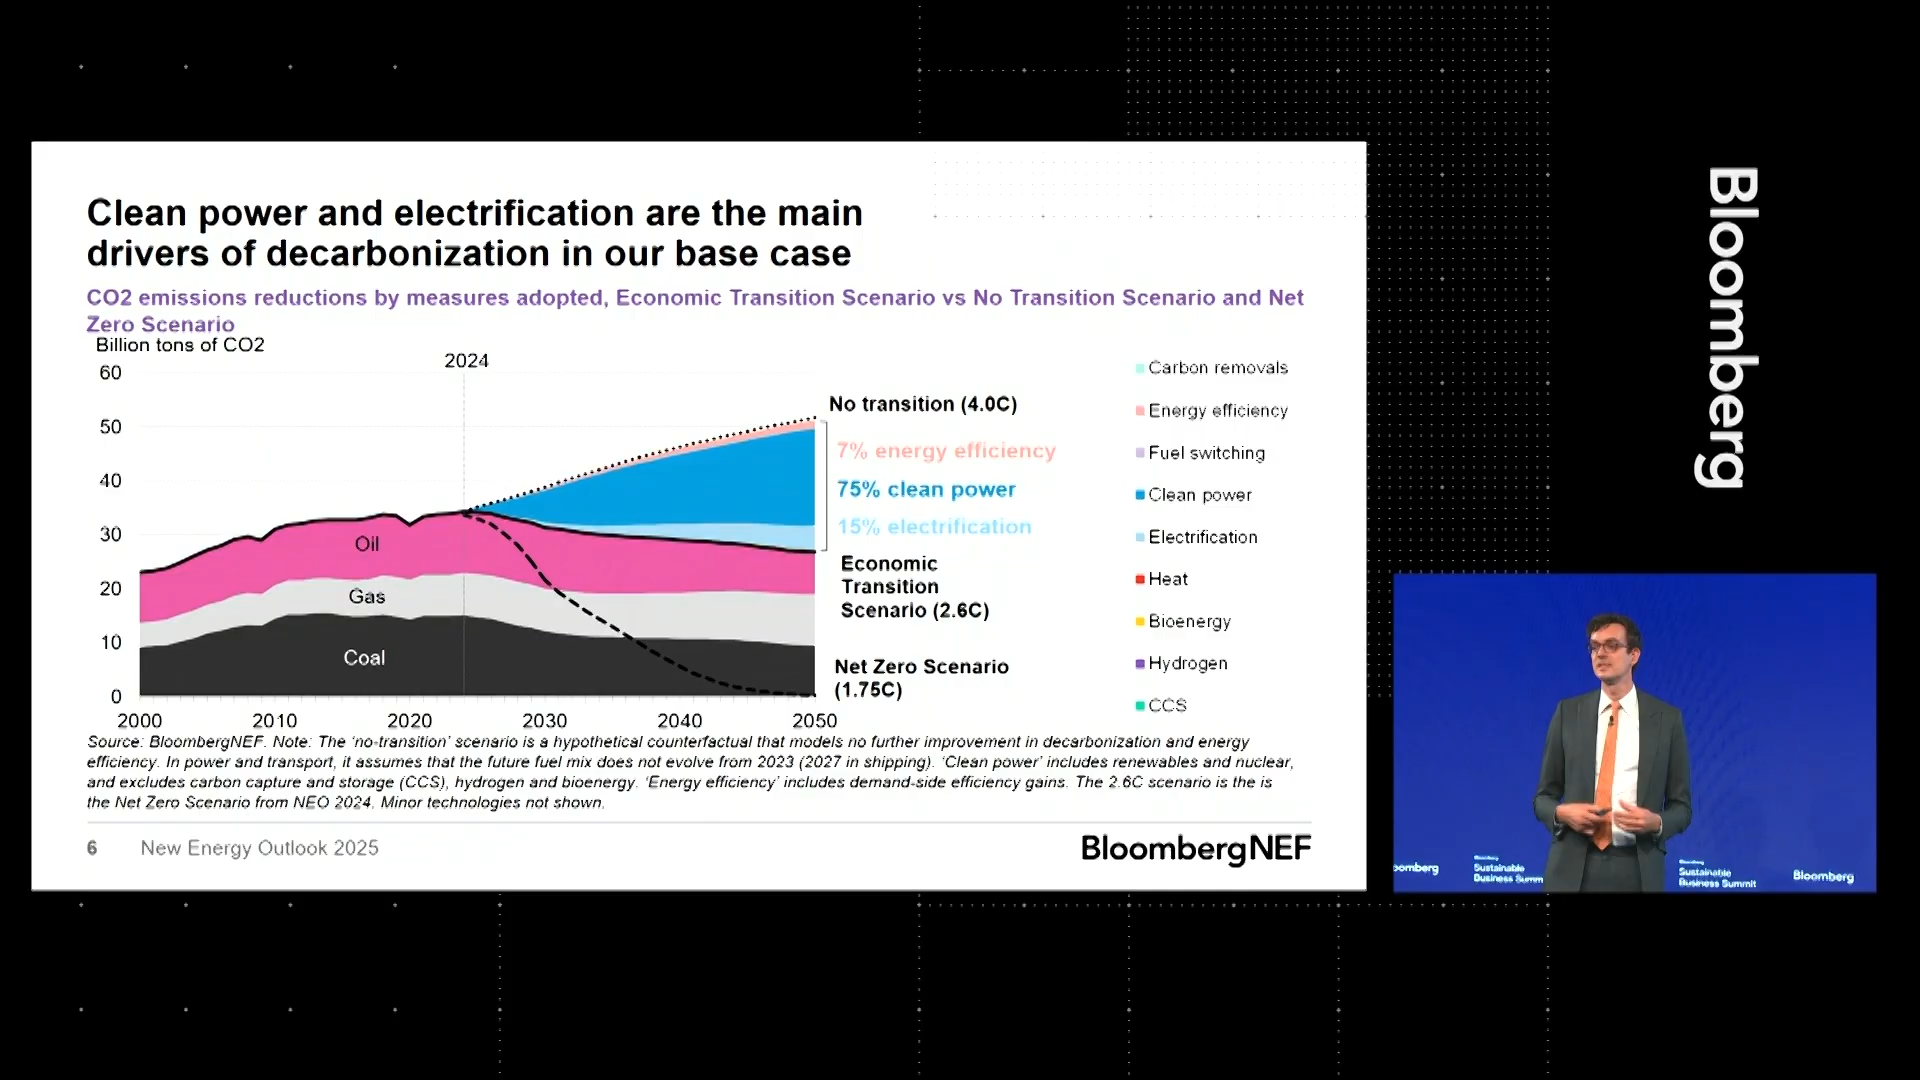 Clean power and electrification are the main
drivers of decarbonization in our base case
CO2 emissions reductions by measures adopted, Economic Transition Scenario vs No Transition Scenario and Net
Zero Scenario
Billion tons of CO2
2024
60
50
40
30
20
10
0
2000
2010
2020
2030
2040
2050
Oil
Gas
Coal
No transition (4.0C)
7% energy efficiency
75% clean power
15% electrification
Economic
Transition
Scenario (2.6C)
Net Zero Scenario
(1.75C)
Carbon removals
Energy efficiency
Fuel switching
Clean power
Electrification
Heat
Bioenergy
Hydrogen
CCS
Source: BloombergNEF. Note: The ‘no-transition’ scenario is a hypothetical counterfactual that models no further improvement in decarbonization and energy
efficiency. In power and transport, it assumes that the future fuel mix does not evolve from 2023 (2027 in shipping). ‘Clean power’ includes renewables and nuclear,
and excludes carbon capture and storage (CCS), hydrogen and bioenergy. ‘Energy efficiency’ includes demand-side efficiency gains. The 2.6C scenario is the is
the Net Zero Scenario from NEO 2024. Minor technologies not shown.
6
New Energy Outlook 2025
BloombergNEF
Bloomberg
oomberg
Bloomberg
Sustainable
Business Summ
Bloomberg
Sustainable
Business Summit
Bloomberg